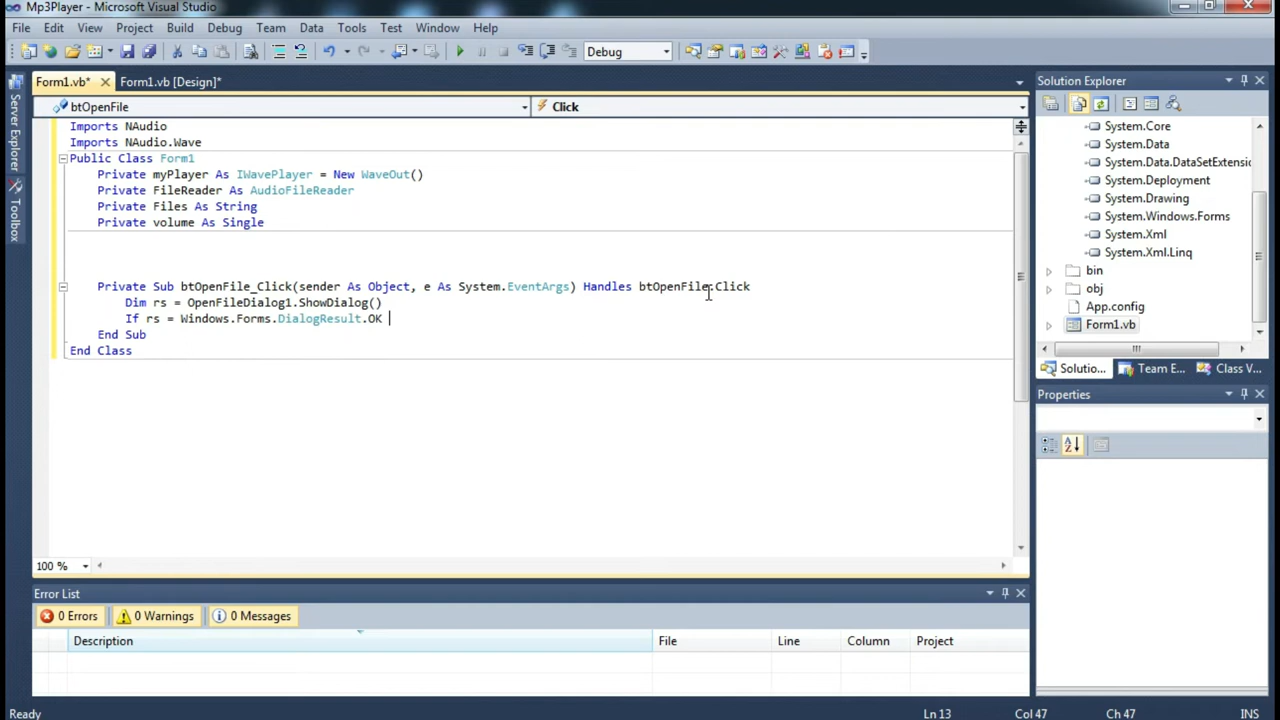 Mp3Player - Microsoft Visual Studio
File Edit View Project Build Debug Team Data Tools Test Window Help
Debug
Form1.vb* Form1.vb [Design]*
btOpenFile Click
Imports NAudio
Imports NAudio.Wave
Public Class Form1
Private myPlayer As IWavePlayer = New WaveOut()
Private FileReader As AudioFileReader
Private Files As String
Private volume As Single
Private Sub btOpenFile_Click(sender As Object, e As System.EventArgs) Handles btOpenFile.Click
Dim rs = OpenFileDialog1.ShowDialog()
If rs = Windows.Forms.DialogResult.OK
End Sub
End Class
100 %
Server Explorer
Toolbox
Solution Explorer
System.Core
System.Data
System.Data.DataSetExtensio
System.Deployment
System.Drawing
System.Windows.Forms
System.Xml
System.Xml.Linq
bin
obj
App.config
Form1.vb
Solutio... Team E... Class V...
Properties
Error List
0 Errors 0 Warnings 0 Messages
Description File Line Column Project
Ready Ln 13 Col 47 Ch 47 INS